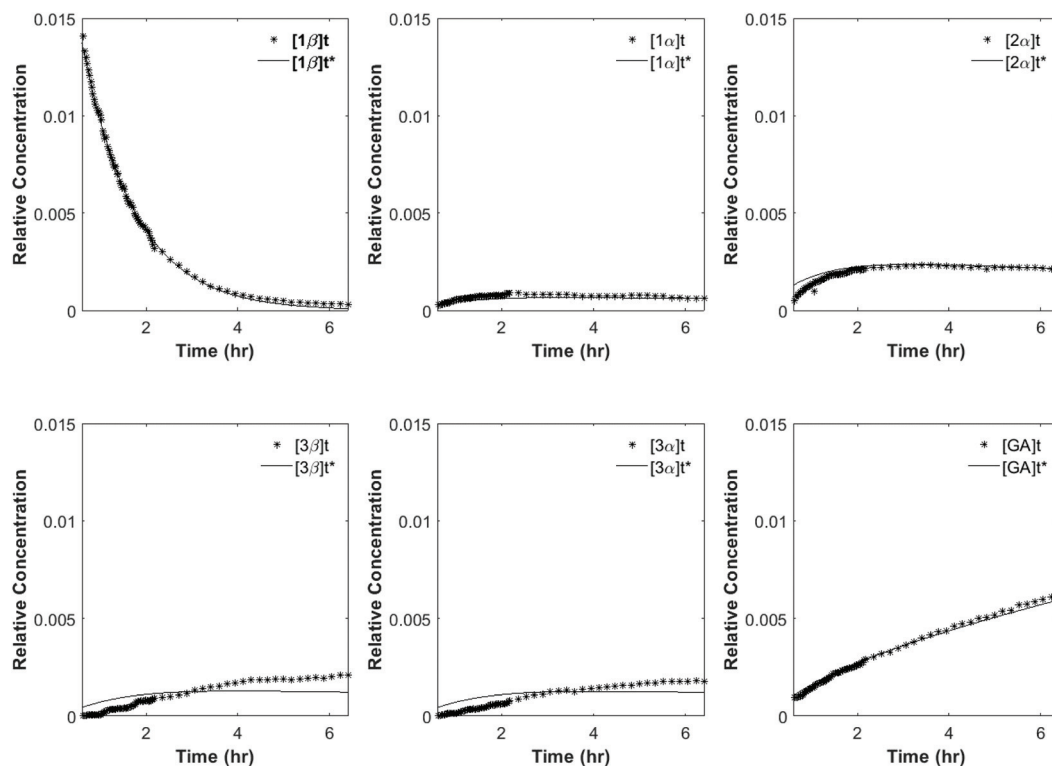 0.015
0.01
0.005
0
Relative Concentration
[1β]t
[1β]t*
2 4 6
Time (hr)
0.015
0.01
0.005
0
Relative Concentration
[1α]t
[1α]t*
2 4 6
Time (hr)
0.015
0.01
0.005
0
Relative Concentration
[2α]t
[2α]t*
2 4 6
Time (hr)
0.015
0.01
0.005
0
Relative Concentration
[3β]t
[3β]t*
2 4 6
Time (hr)
0.015
0.01
0.005
0
Relative Concentration
[3α]t
[3α]t*
2 4 6
Time (hr)
0.015
0.01
0.005
0
Relative Concentration
[GA]t
[GA]t*
2 4 6
Time (hr)